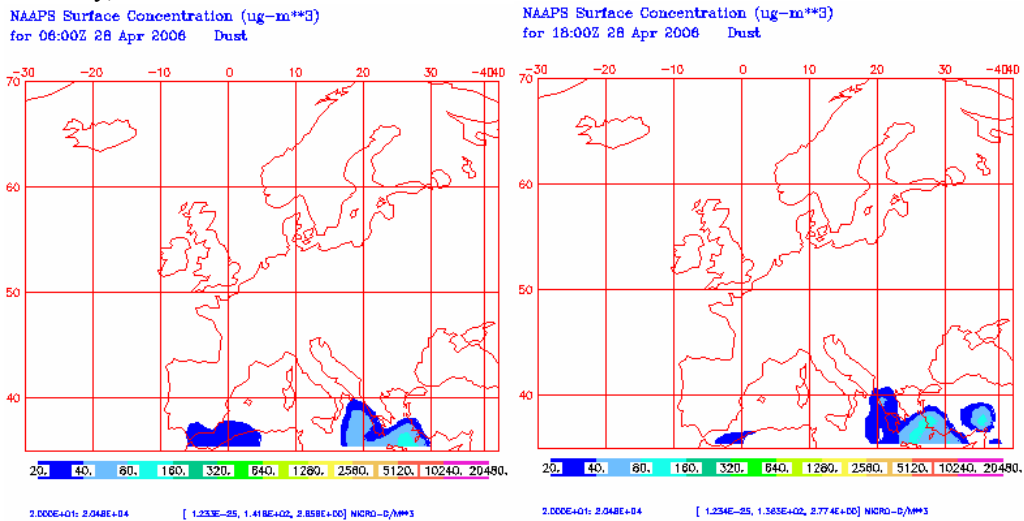 NAAPS Surface Concentration (ug-m**3)
for 06:00Z 28 Apr 2006 Dust
-30 -20 -10 0 10 20 30 -4040
70
60
50
40
20. 40. 80. 160. 320. 640. 1280. 2560. 5120. 10240. 20480.
2.000E+01: 2.048E+04 [ 1.233E-25, 1.418E+02, 2.858E+00] MICRO-G/M**3
NAAPS Surface Concentration (ug-m**3)
for 18:00Z 28 Apr 2006 Dust
-30 -20 -10 0 10 20 30 -4040
70
60
50
40
20. 40. 80. 160. 320. 640. 1280. 2560. 5120. 10240. 20480.
2.000E+01: 2.048E+04 [ 1.234E-25, 1.363E+02, 2.774E+00] MICRO-G/M**3